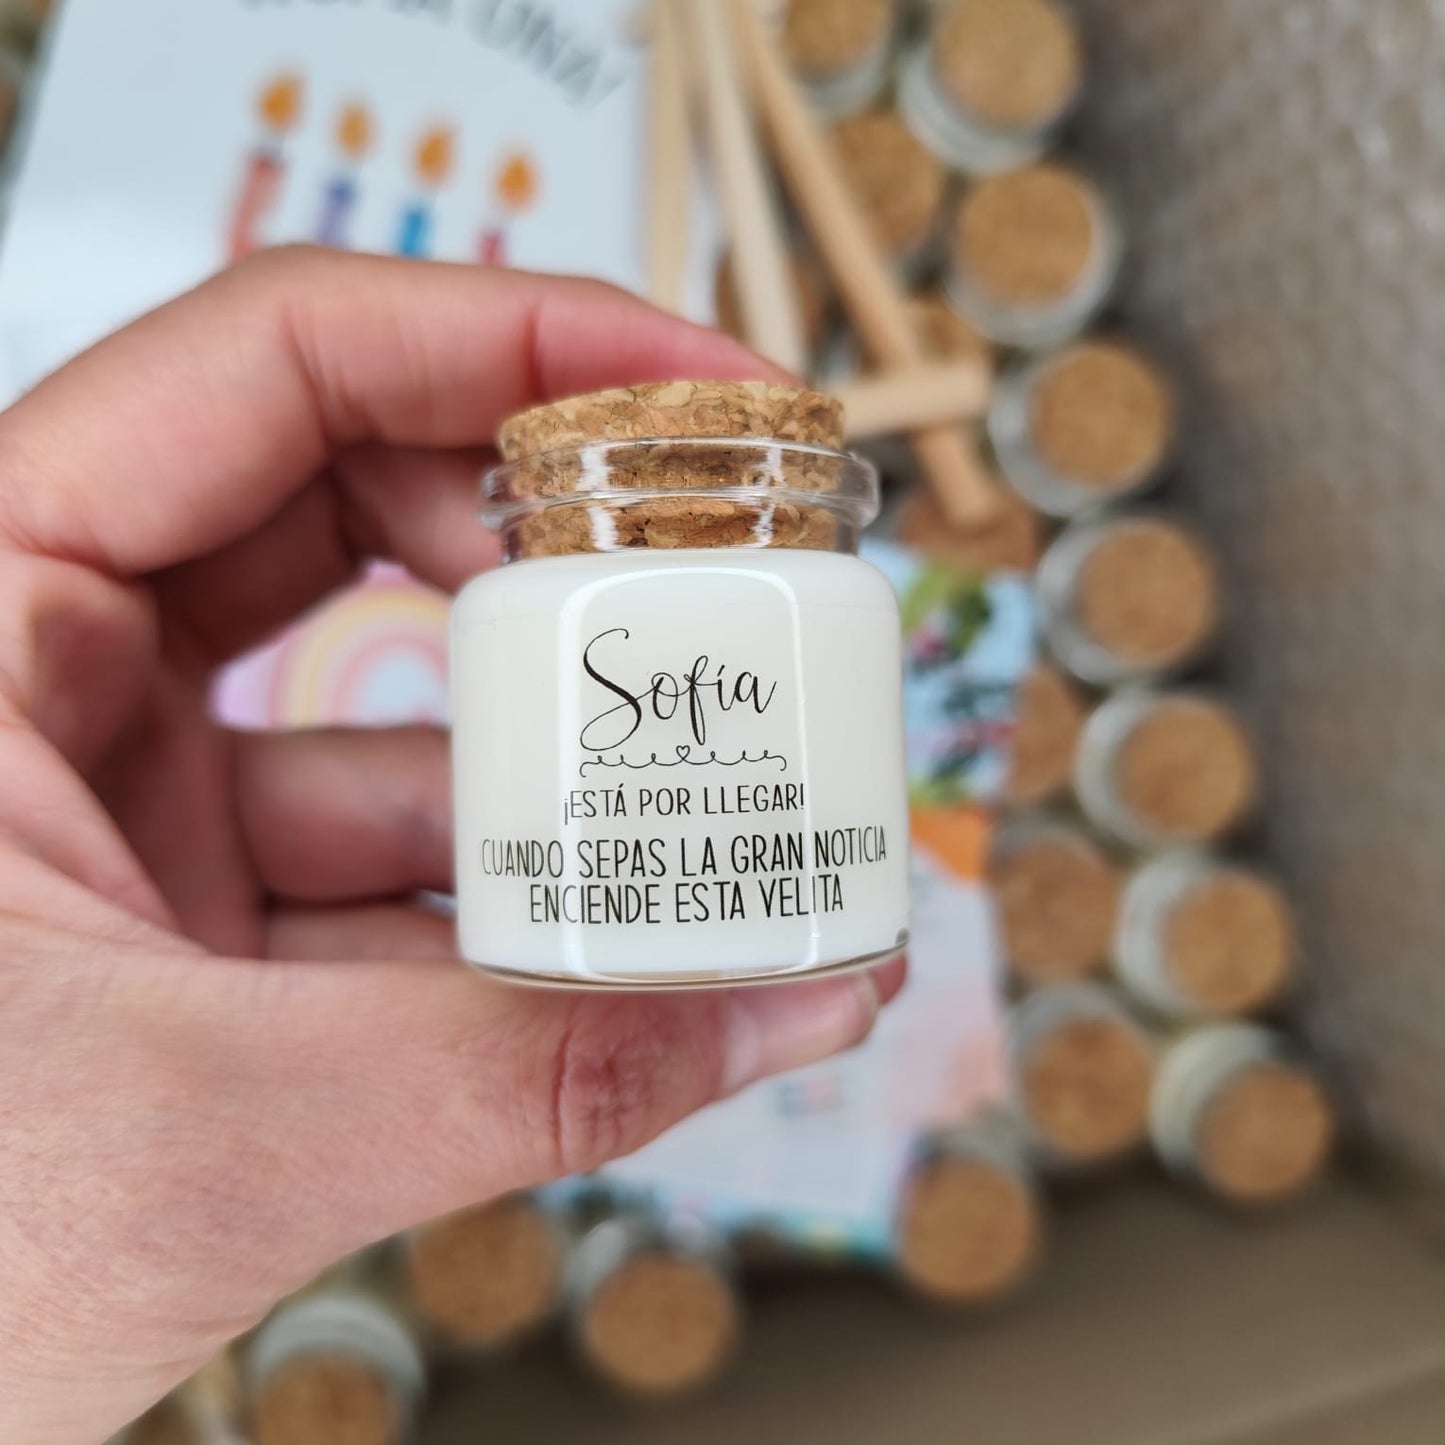 Sofía
¡ESTÁ POR LLEGAR!
CUANDO SEPAS LA GRAN NOTICIA
ENCIENDE ESTA VELITA